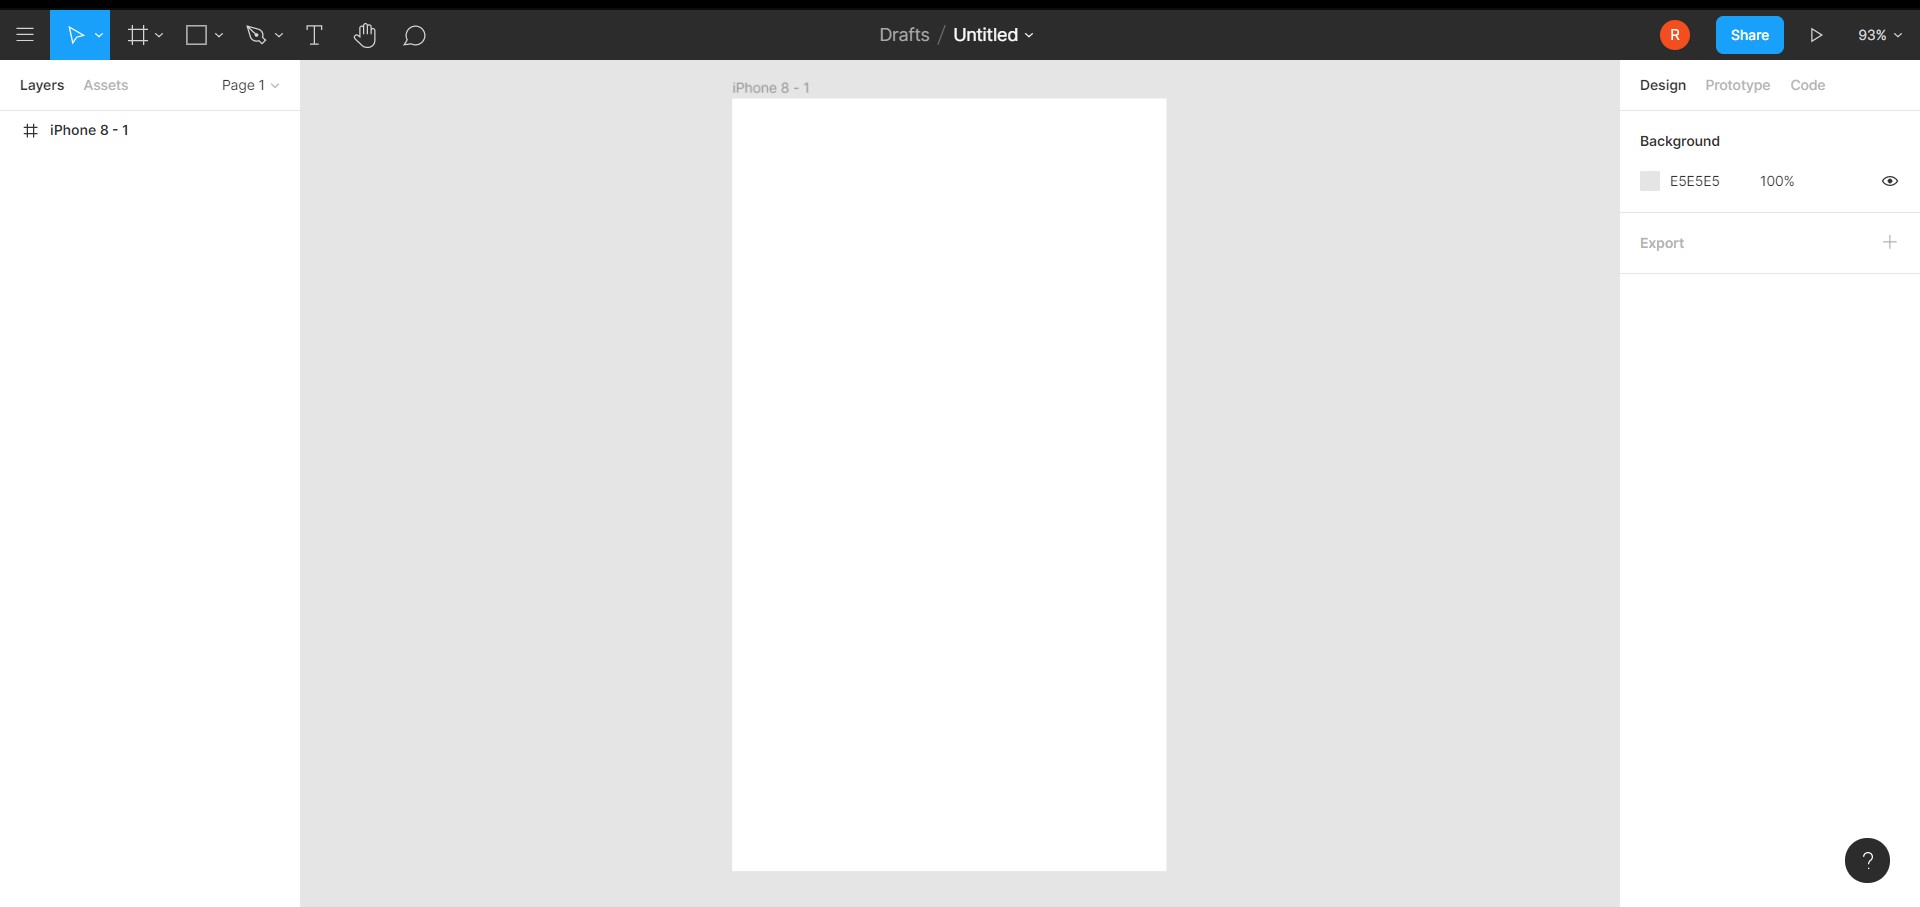 Drafts / Untitled
R
Share
93%
Layers Assets Page 1
iPhone 8 - 1
iPhone 8 - 1
Design Prototype Code
Background
E5E5E5 100%
Export
?